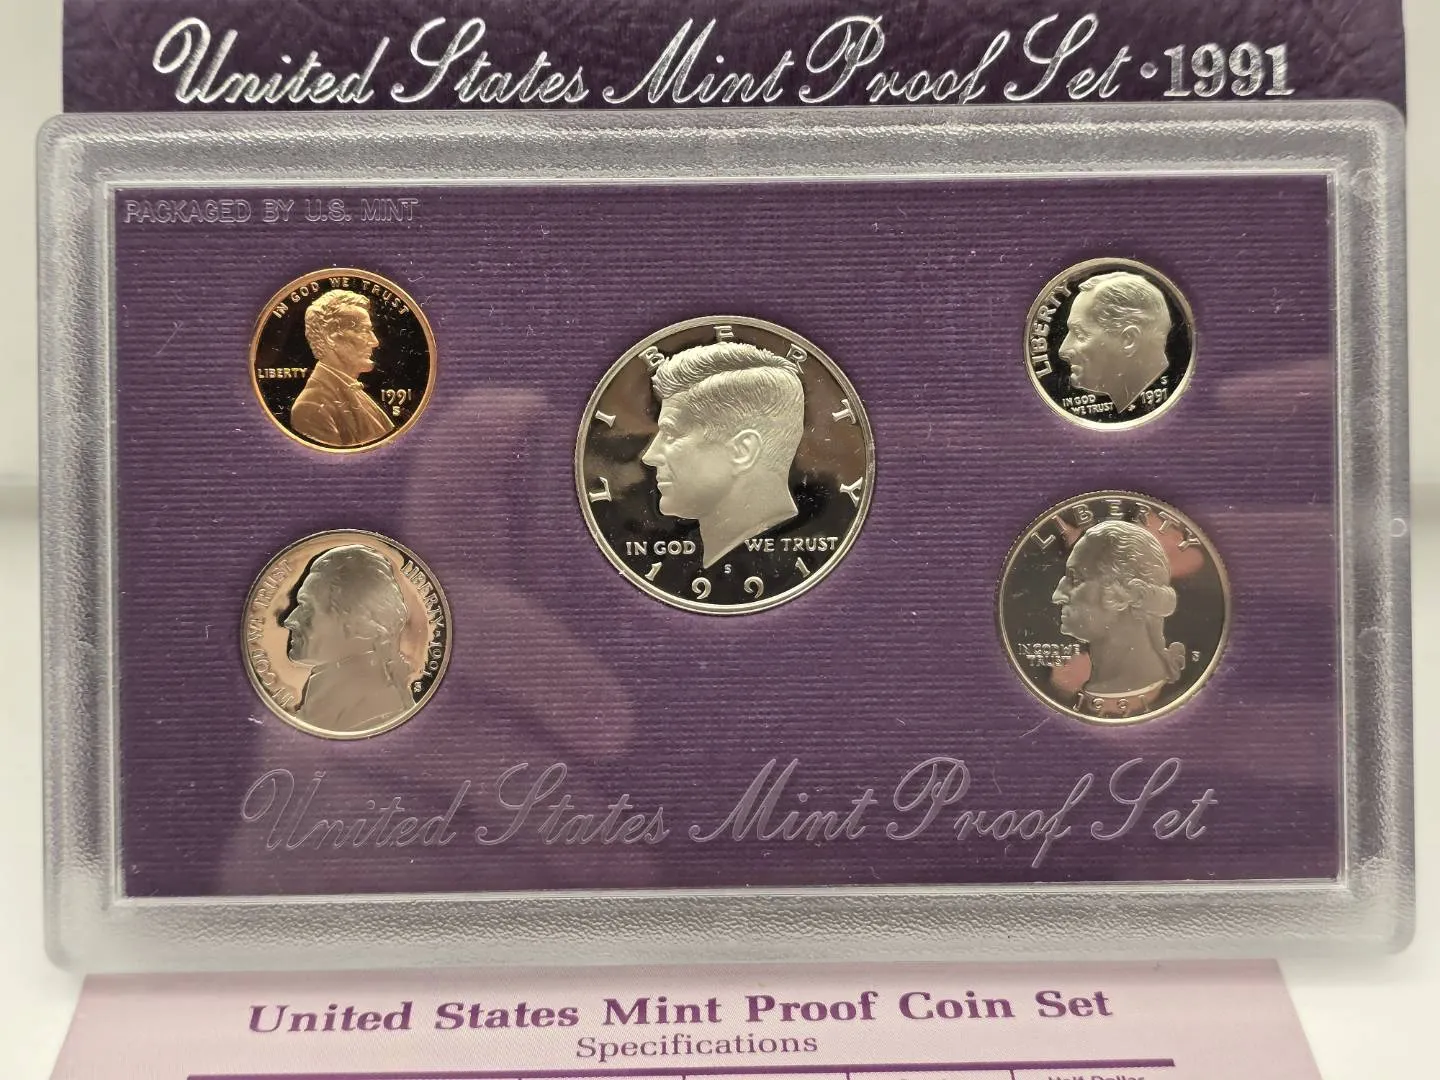 United States Mint Proof Set · 1991
PACKAGED BY U.S. MINT
IN GOD WE TRUST
LIBERTY
1991
S
LIBERTY
IN GOD
WE TRUST
1991
S
LIBERTY
IN GOD WE TRUST
S
1991
IN GOD WE TRUST
LIBERTY
1991
S
LIBERTY
IN GOD WE
TRUST
S
1991
United States Mint Proof Set
United States Mint Proof Coin Set
Specifications
Half Dollar